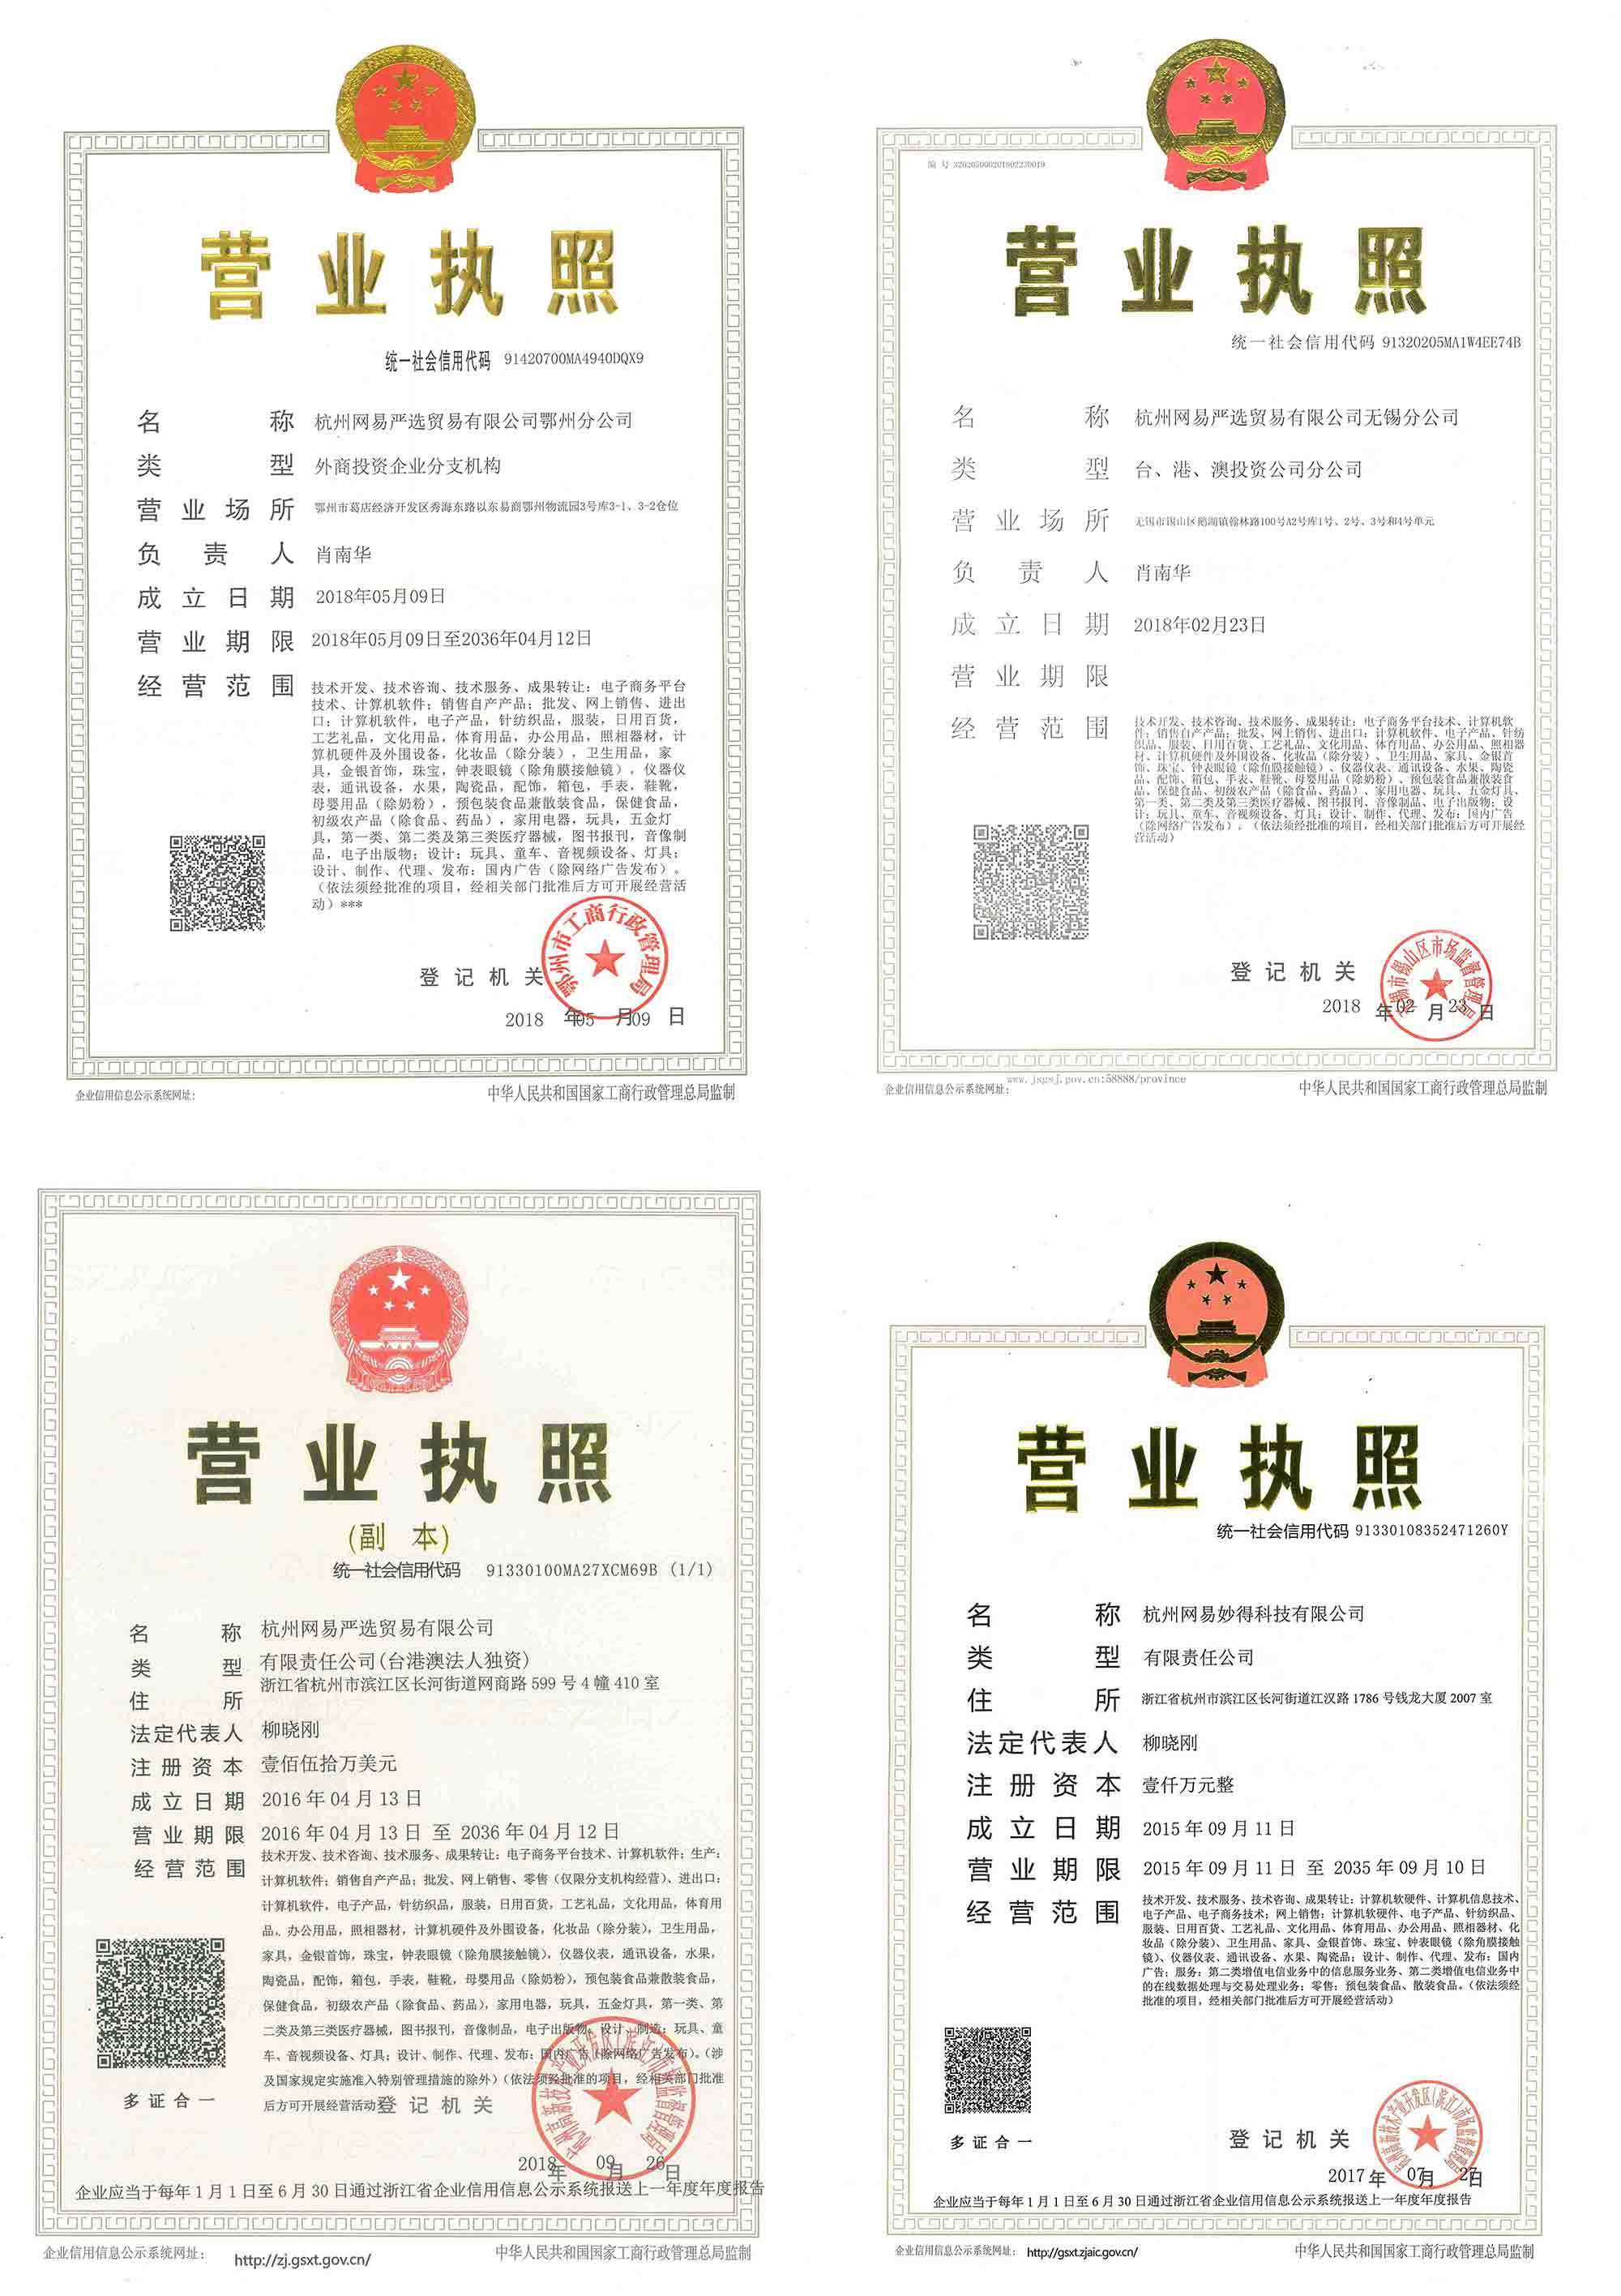 营业执照
统一社会信用代码 91420700MA4940DQX9
名称 杭州网易严选贸易有限公司鄂州分公司
类型 外商投资企业分支机构
营业场所 鄂州市葛店经济开发区秀海东路以东易商鄂州物流园3号库3-1、3-2仓位
负责人 肖南华
成立日期 2018年05月09日
营业期限 2018年05月09日至2036年04月12日
经营范围 技术开发、技术咨询、技术服务、成果转让：电子商务平台
技术、计算机软件；销售自产产品；批发、网上销售、进出
口：计算机软件，电子产品，针纺织品，服装，日用百货，
工艺礼品，文化用品，体育用品，办公用品，照相器材，计
算机硬件及外围设备，化妆品（除分装），卫生用品，家
具，金银首饰，珠宝，钟表眼镜（除角膜接触镜），仪器仪
表，通讯设备，水果，陶瓷品，配饰，箱包，手表，鞋靴，
母婴用品（除奶粉），预包装食品兼散装食品，保健食品，
初级农产品（除食品、药品），家用电器，玩具，五金灯
具，第一类、第二类及第三类医疗器械，图书报刊，音像制
品，电子出版物；设计：玩具、童车、音视频设备、灯具；
设计、制作、代理、发布：国内广告（除网络广告发布）。
（依法须经批准的项目，经相关部门批准后方可开展经营活
动）***
鄂州市工商行政管理局
登记机关
2018 年05 月09 日
企业信用信息公示系统网址：
中华人民共和国国家工商行政管理总局监制
编号 320205000201802230019
营业执照
统一社会信用代码 91320205MA1W4EE74B
名称 杭州网易严选贸易有限公司无锡分公司
类型 台、港、澳投资公司分公司
营业场所 无锡市锡山区鹅湖镇翰林路100号A2号库1号、2号、3号和4号单元
负责人 肖南华
成立日期 2018年02月23日
营业期限
经营范围 技术开发、技术咨询、技术服务、成果转让：电子商务平台技术、计算机软
件；销售自产产品；批发、网上销售、进出口：计算机软件、电子产品、针纺
织品、服装、日用百货、工艺礼品、文化用品、体育用品、办公用品、照相器
材、计算机硬件及外围设备、化妆品（除分装）、卫生用品、家具、金银首
饰、珠宝、钟表眼镜（除角膜接触镜）、仪器仪表、通讯设备、水果、陶瓷
品、配饰、箱包、手表、鞋靴、母婴用品（除奶粉）、预包装食品兼散装食
品、保健食品、初级农产品（除食品、药品）、家用电器、玩具、五金灯具、
第一类、第二类及第三类医疗器械、图书报刊、音像制品、电子出版物；设
计：玩具、童车、音视频设备、灯具；设计、制作、代理、发布：国内广告
（除网络广告发布）。（依法须经批准的项目，经相关部门批准后方可开展经
营活动）
无锡市锡山区市场监督管理局
登记机关
2018 年02 月23 日
企业信用信息公示系统网址： www.jsgsj.gov.cn:58888/province
中华人民共和国国家工商行政管理总局监制
营业执照
(副 本)
统一社会信用代码 91330100MA27XCM69B (1/1)
名称 杭州网易严选贸易有限公司
类型 有限责任公司(台港澳法人独资)
住所 浙江省杭州市滨江区长河街道网商路 599 号 4 幢 410 室
法定代表人 柳晓刚
注册资本 壹佰伍拾万美元
成立日期 2016 年 04 月 13 日
营业期限 2016 年 04 月 13 日 至 2036 年 04 月 12 日
经营范围 技术开发、技术咨询、技术服务、成果转让：电子商务平台技术、计算机软件；生产：
计算机软件；销售自产产品；批发、网上销售、零售（仅限分支机构经营）、进出口：
计算机软件，电子产品，针纺织品，服装，日用百货，工艺礼品，文化用品，体育用
品，办公用品，照相器材，计算机硬件及外围设备，化妆品（除分装），卫生用品，
家具，金银首饰，珠宝，钟表眼镜（除角膜接触镜），仪器仪表，通讯设备，水果，
陶瓷品，配饰，箱包，手表，鞋靴，母婴用品（除奶粉），预包装食品兼散装食品，
保健食品，初级农产品（除食品、药品），家用电器，玩具，五金灯具，第一类、第
二类及第三类医疗器械，图书报刊，音像制品，电子出版物；设计、制造：玩具、童
车、音视频设备、灯具；设计、制作、代理、发布：国内广告（除网络广告发布）。（涉
及国家规定实施准入特别管理措施的除外）（依法须经批准的项目，经相关部门批准
后方可开展经营活动
多证合一
登记机关
杭州高新技术产业开发区(滨江)市场监督管理局
2018 年 09 月 26 日
企业应当于每年 1 月 1 日至 6 月 30 日通过浙江省企业信用信息公示系统报送上一年度年度报告
企业信用信息公示系统网址： http://zj.gsxt.gov.cn/
中华人民共和国国家工商行政管理总局监制
营业执照
统一社会信用代码 91330108352471260Y
名称 杭州网易妙得科技有限公司
类型 有限责任公司
住所 浙江省杭州市滨江区长河街道江汉路 1786 号钱龙大厦 2007 室
法定代表人 柳晓刚
注册资本 壹仟万元整
成立日期 2015 年 09 月 11 日
营业期限 2015 年 09 月 11 日 至 2035 年 09 月 10 日
经营范围 技术开发、技术服务、技术咨询、成果转让：计算机软硬件、计算机信息技术、
电子产品、电子商务技术；网上销售：计算机软硬件、电子产品、针纺织品、
服装、日用百货、工艺礼品、文化用品、体育用品、办公用品、照相器材、化
妆品（除分装）、卫生用品、家具、金银首饰、珠宝、钟表眼镜（除角膜接触
镜）、仪器仪表、通讯设备、水果、陶瓷品；设计、制作、代理、发布：国内
广告；服务：第二类增值电信业务中的信息服务业务、第二类增值电信业务中
的在线数据处理与交易处理业务；零售：预包装食品、散装食品。（依法须经
批准的项目，经相关部门批准后方可开展经营活动）
多证合一
登记机关
杭州高新技术产业开发区(滨江)市场监督管理局
2017 年 07 月 27 日
企业应当于每年 1 月 1 日至 6 月 30 日通过浙江省企业信用信息公示系统报送上一年度年度报告
企业信用信息公示系统网址： http://gsxt.zjaic.gov.cn/
中华人民共和国国家工商行政管理总局监制